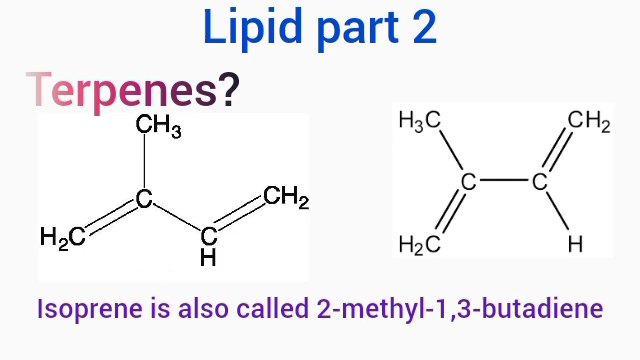 Lipid part 2
Terpenes?
CH3
C
CH2
H2C
C
H
H3C
CH2
C
C
H2C
H
Isoprene is also called 2-methyl-1,3-butadiene